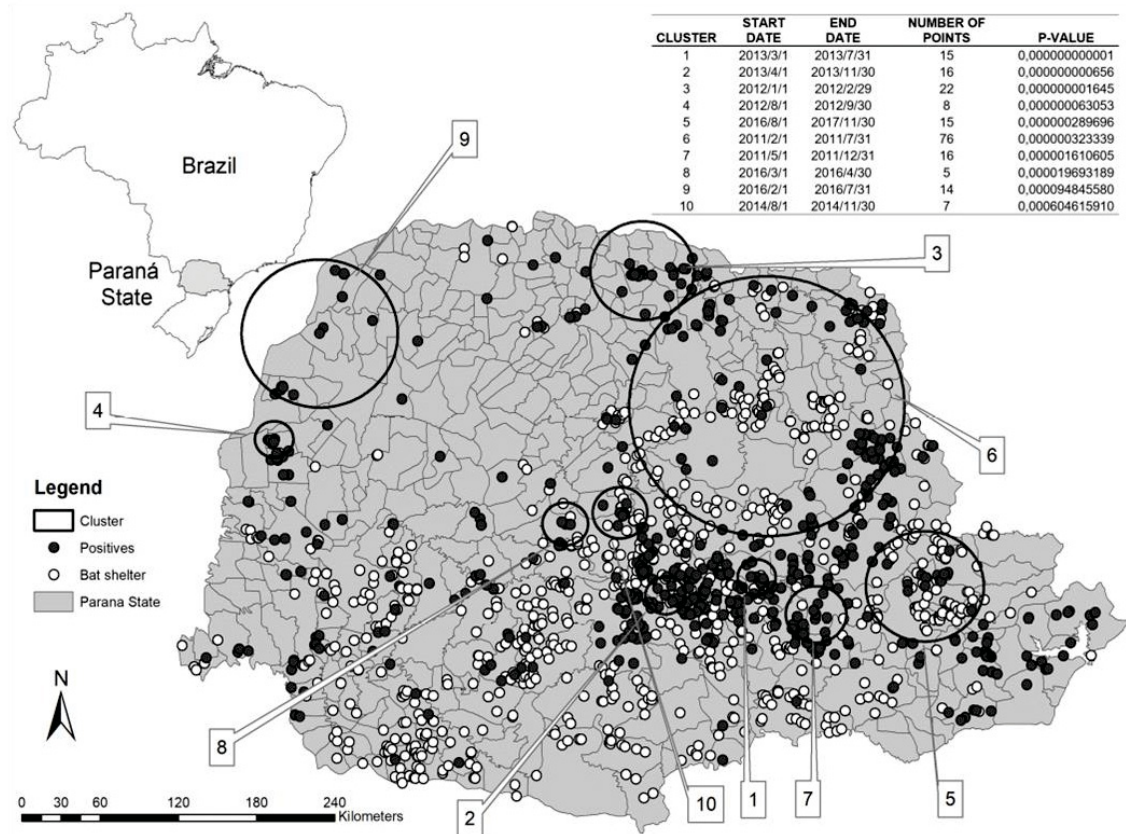 START END NUMBER OF
CLUSTER DATE DATE POINTS P-VALUE
1 2013/3/1 2013/7/31 15 0,000000000001
2 2013/4/1 2013/11/30 16 0,000000000656
3 2012/1/1 2012/2/29 22 0,000000001645
4 2012/8/1 2012/9/30 8 0,000000063053
5 2016/8/1 2017/11/30 15 0,000000289696
6 2011/2/1 2011/7/31 76 0,000000323339
7 2011/5/1 2011/12/31 16 0,000001610605
8 2016/3/1 2016/4/30 5 0,000019693189
9 2016/2/1 2016/7/31 14 0,000094845580
10 2014/8/1 2014/11/30 7 0,000604615910
9
Brazil
3
Paraná
State
4
6
Legend
Cluster
Positives
Bat shelter
Parana State
N
8
2
10
1
7
5
0 15 30 60 120 180 240
Kilometers